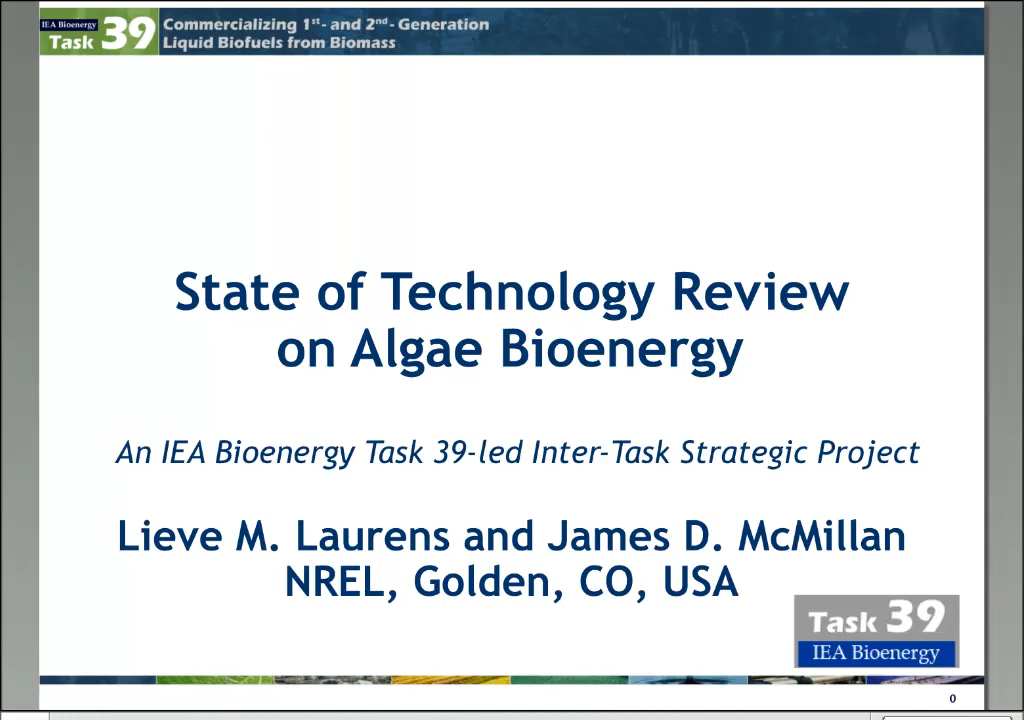 IEA Bioenergy
Task 39
Commercializing 1st- and 2nd- Generation
Liquid Biofuels from Biomass
State of Technology Review
on Algae Bioenergy
An IEA Bioenergy Task 39-led Inter-Task Strategic Project
Lieve M. Laurens and James D. McMillan
NREL, Golden, CO, USA
Task 39
IEA Bioenergy
0